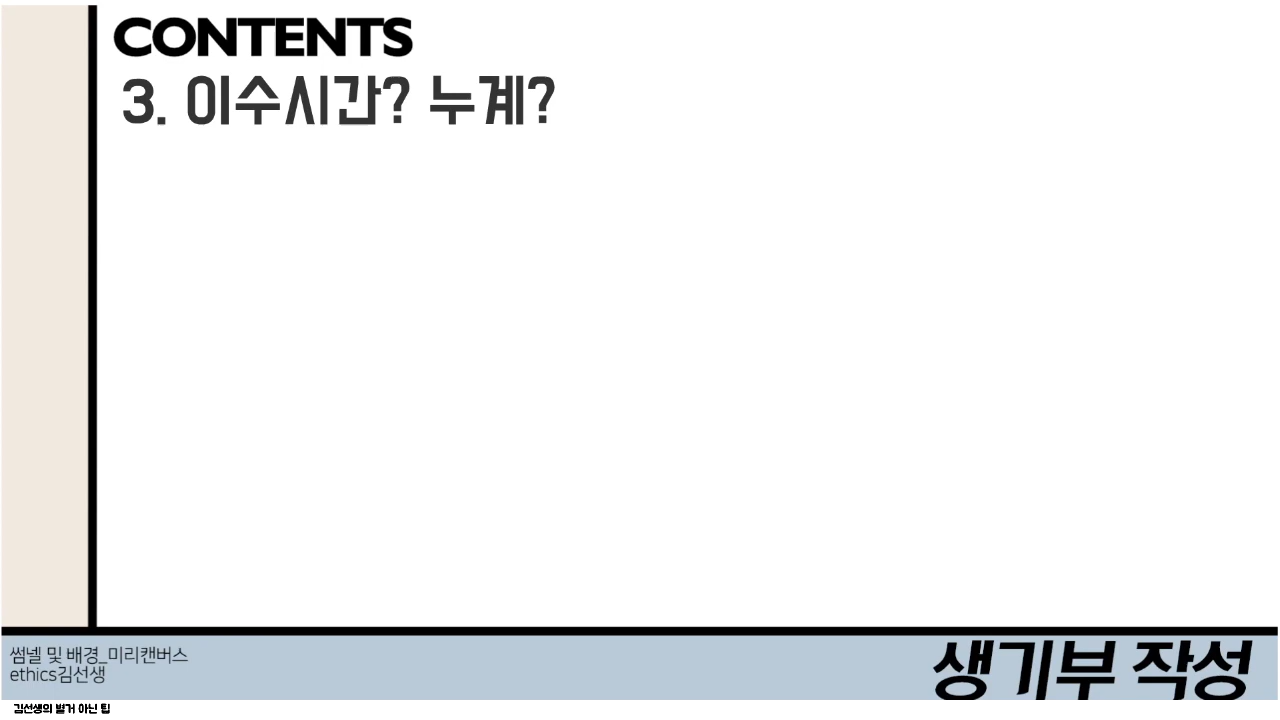 CONTENTS
3. 이수시간? 누계?
썸넬 및 배경_미리캔버스
ethics김선생
생기부 작성
김선생의 별거 아닌 팁